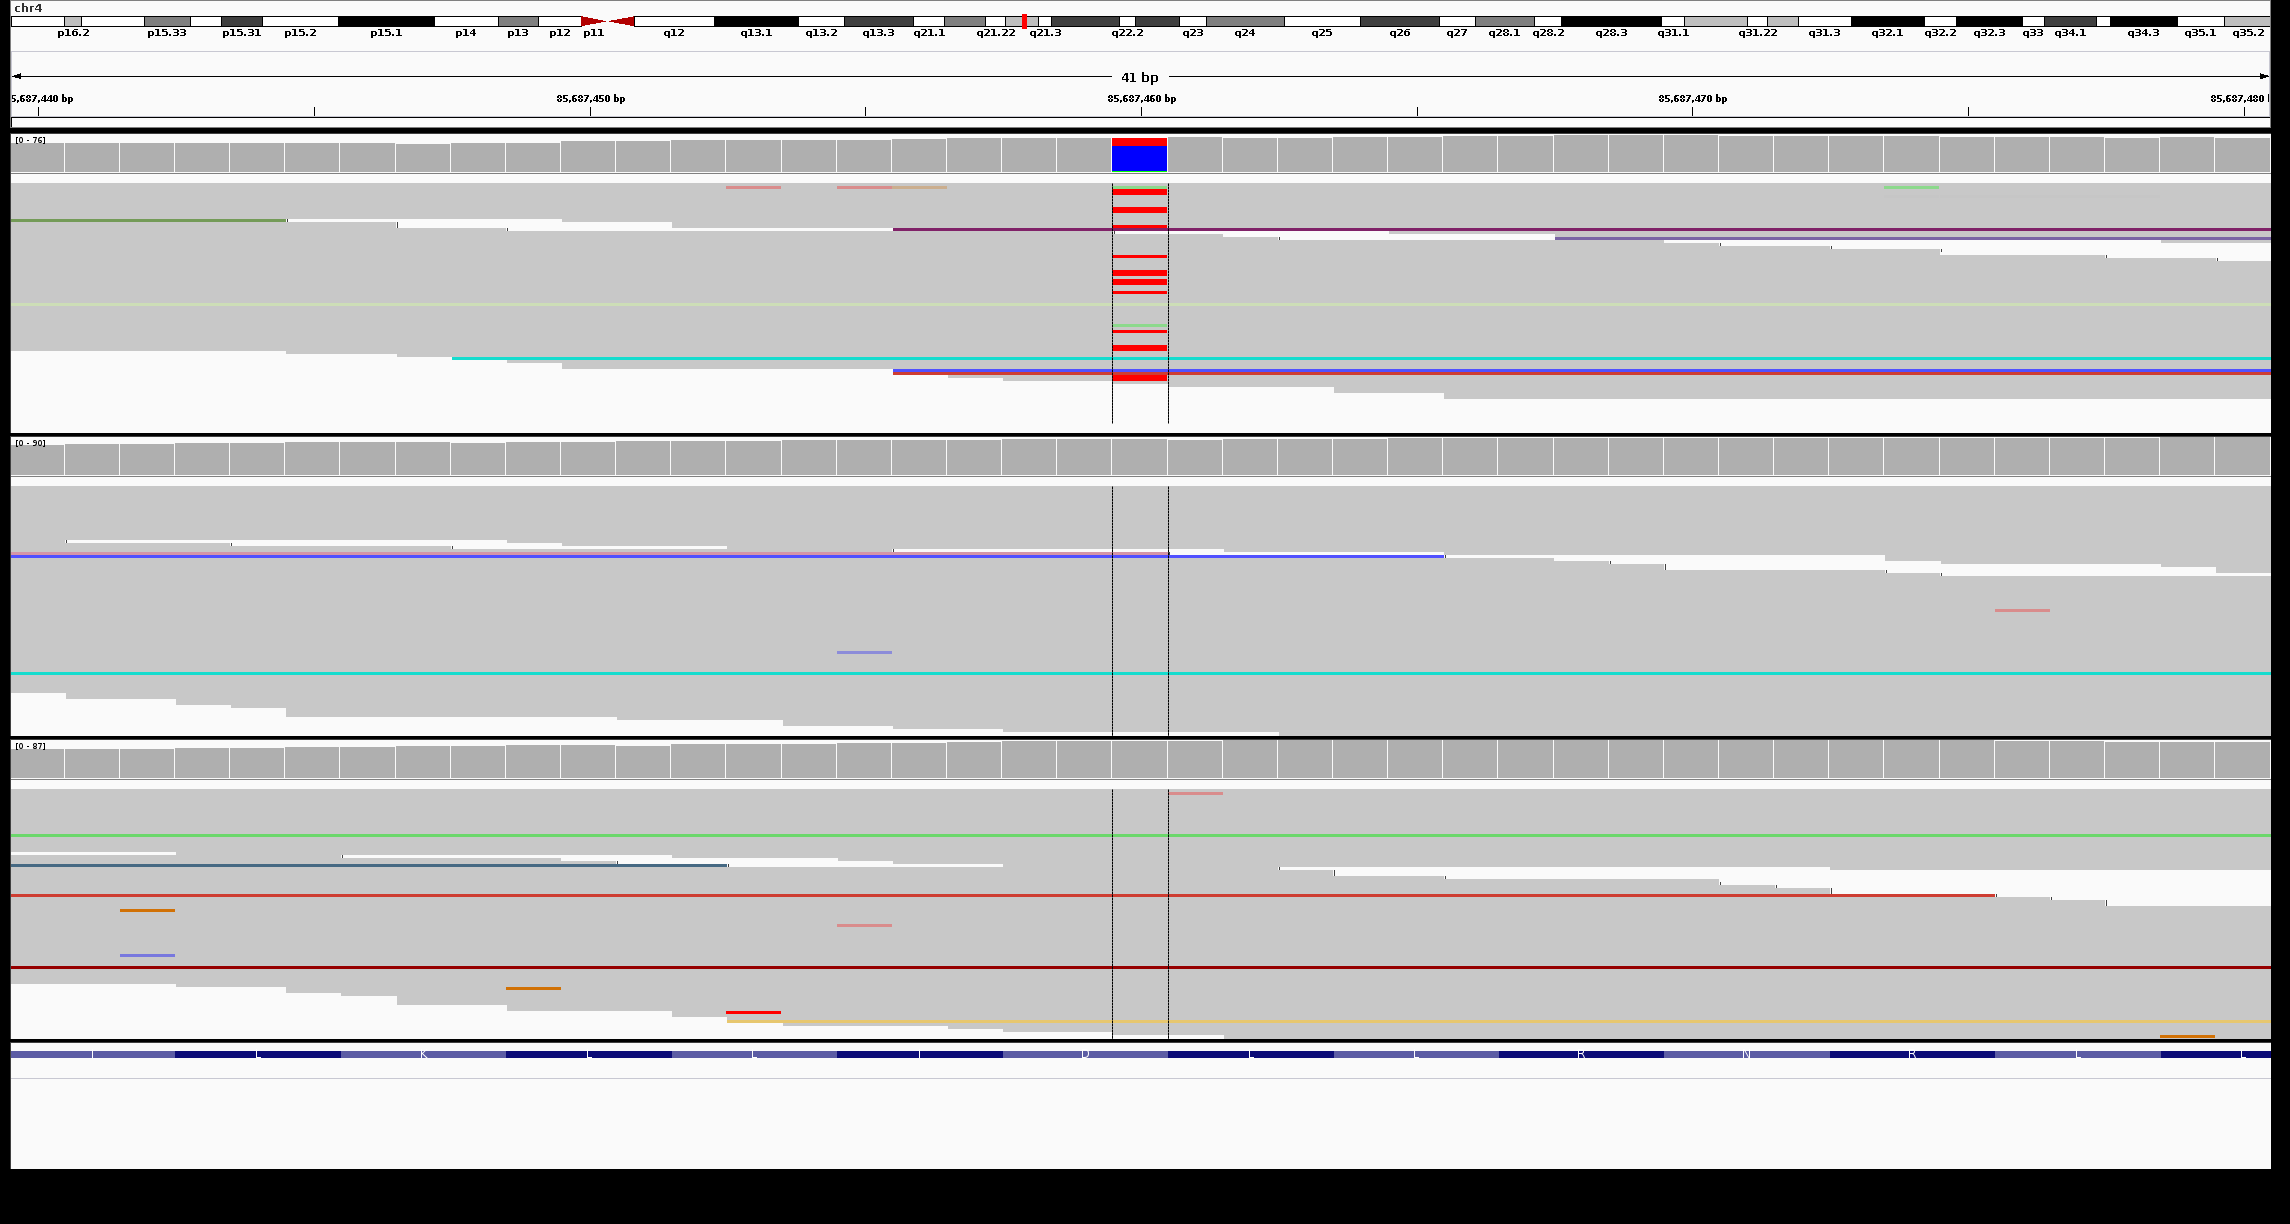 chr4
p16.2 p15.33 p15.31 p15.2 p15.1 p14 p13 p12 p11 q12 q13.1 q13.2 q13.3 q21.1 q21.22 q21.3 q22.2 q23 q24 q25 q26 q27 q28.1 q28.2 q28.3 q31.1 q31.22 q31.3 q32.1 q32.2 q32.3 q33 q34.1 q34.3 q35.1 q35.2
41 bp
5,687,440 bp 85,687,450 bp 85,687,460 bp 85,687,470 bp 85,687,480
[0 - 76]
[0 - 90]
[0 - 87]
I L K L L I D L L R N R L L